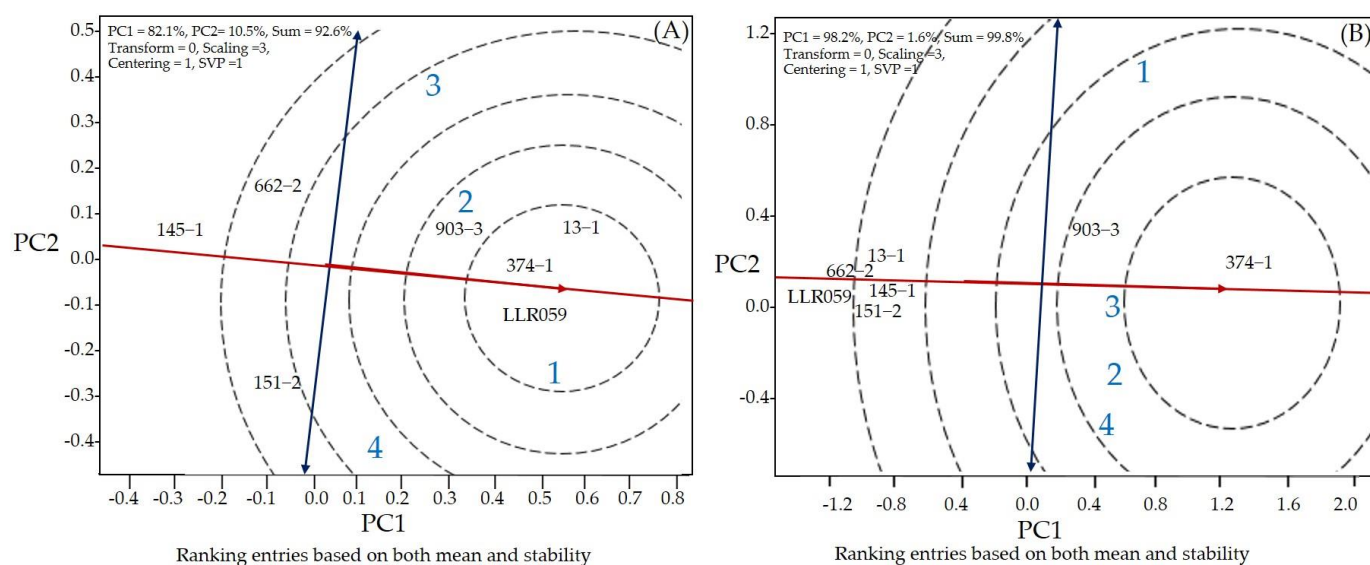 PC1 = 82.1%, PC2= 10.5%, Sum = 92.6%
Transform = 0, Scaling =3,
Centering = 1, SVP =1
(A)
0.5
0.4
0.3
0.2
0.1
0.0
-0.1
-0.2
-0.3
-0.4
PC2
3
662–2
2
145–1
903–3
13–1
374–1
LLR059
1
151–2
4
-0.4 -0.3 -0.1 -0.1 0.0 0.1 0.2 0.3 0.4 0.5 0.6 0.7 0.8
PC1
Ranking entries based on both mean and stability
PC1 = 98.2%, PC2 = 1.6%, Sum = 99.8%
Transform = 0, Scaling =3,
Centering = 1, SVP =1
(B)
1.2
0.8
0.4
0.0
-0.4
PC2
1
903–3
13–1
374–1
662–2
LLR059
145–1
151–2
3
2
4
-1.2 -0.8 0.4 0.0 0.4 0.8 1.2 1.6 2.0
PC1
Ranking entries based on both mean and stability